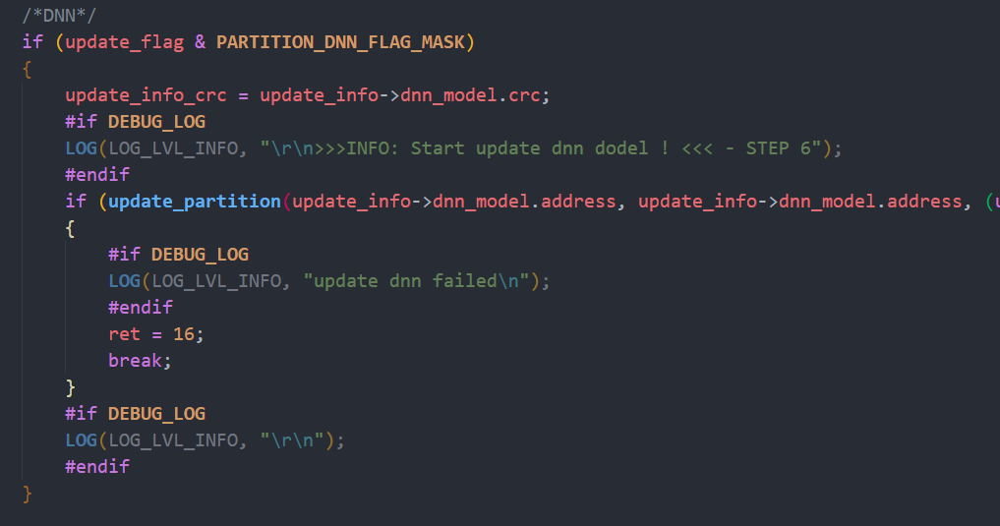 /*DNN*/
if (update_flag & PARTITION_DNN_FLAG_MASK)
{
update_info_crc = update_info->dnn_model.crc;
#if DEBUG_LOG
LOG(LOG_LVL_INFO, "\r\n>>>INFO: Start update dnn dodel ! <<< - STEP 6");
#endif
if (update_partition(update_info->dnn_model.address, update_info->dnn_model.address, (
{
#if DEBUG_LOG
LOG(LOG_LVL_INFO, "update dnn failed\n");
#endif
ret = 16;
break;
}
#if DEBUG_LOG
LOG(LOG_LVL_INFO, "\r\n");
#endif
}